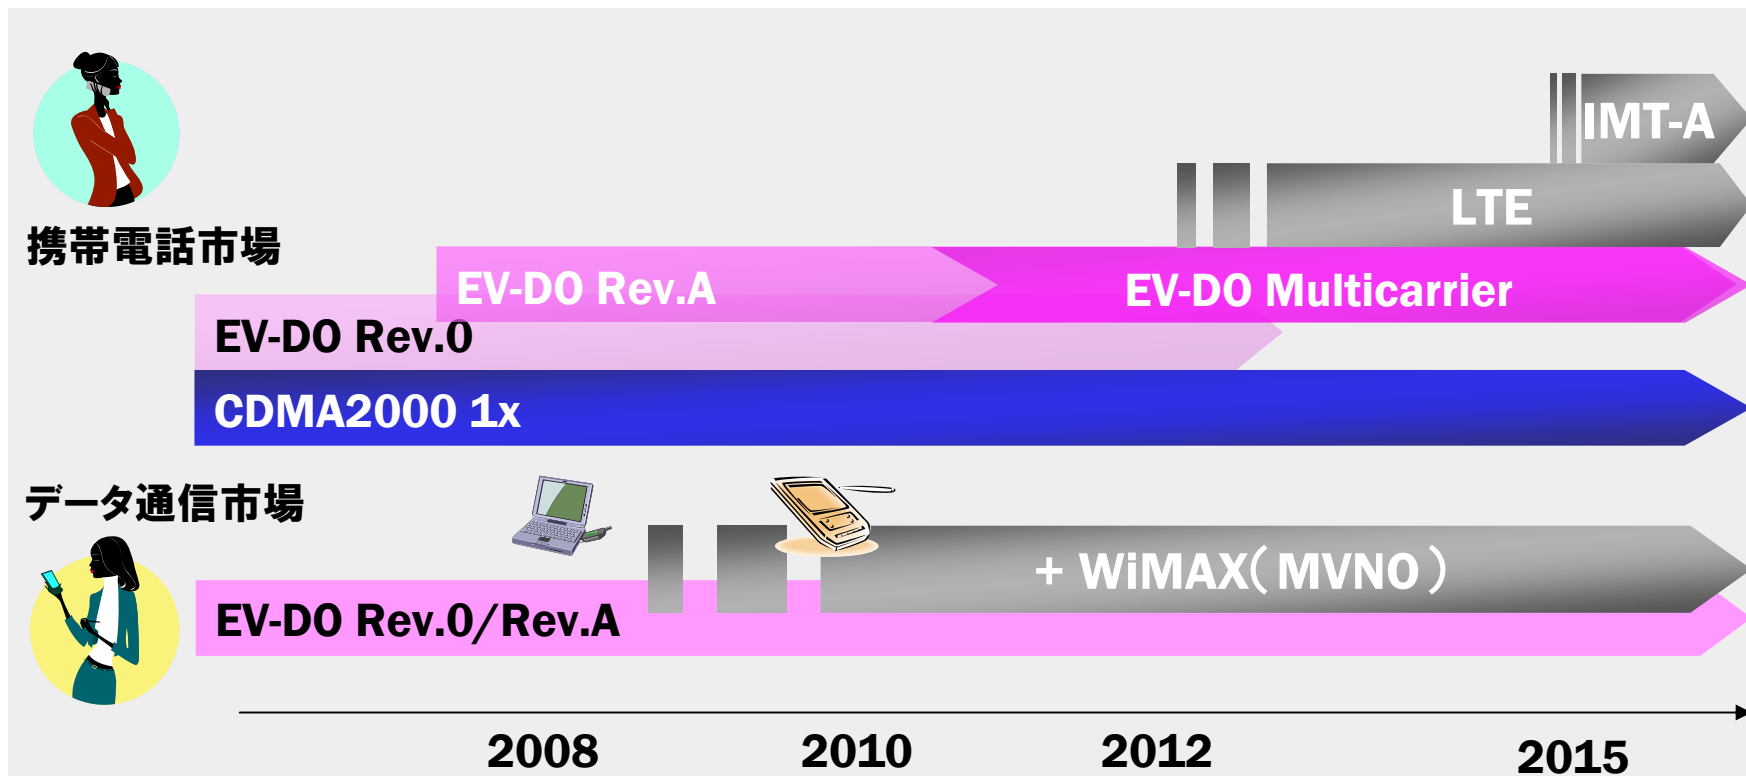 IMT-A
LTE
携帯電話市場
EV-DO Rev.A
EV-DO Multicarrier
EV-DO Rev.0
CDMA2000 1x
データ通信市場
+ WiMAX(MVNO)
EV-DO Rev.0/Rev.A
2008 2010 2012 2015